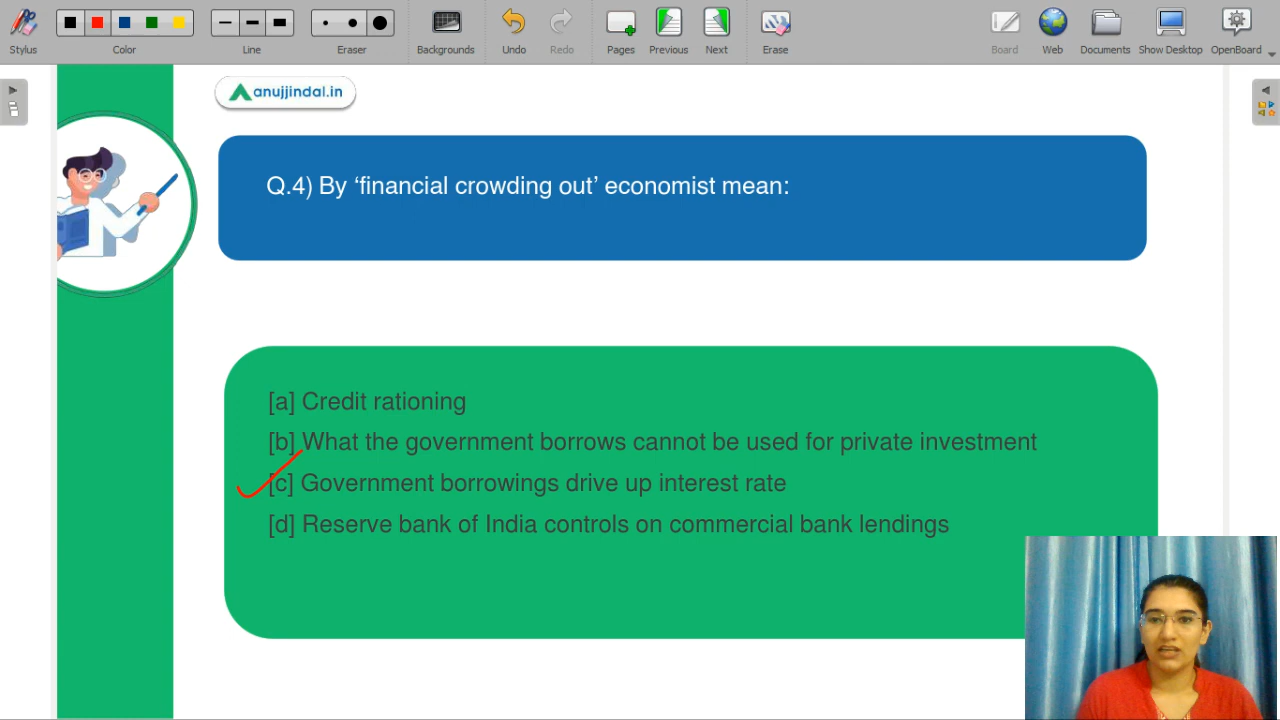 Stylus
Color
Line
Eraser
Backgrounds
Undo
Redo
Pages
Previous
Next
Erase
Board
Web
Documents
Show Desktop
OpenBoard
anujjindal.in
Q.4) By ‘financial crowding out’ economist mean:
[a] Credit rationing
[b] What the government borrows cannot be used for private investment
[c] Government borrowings drive up interest rate
[d] Reserve bank of India controls on commercial bank lendings